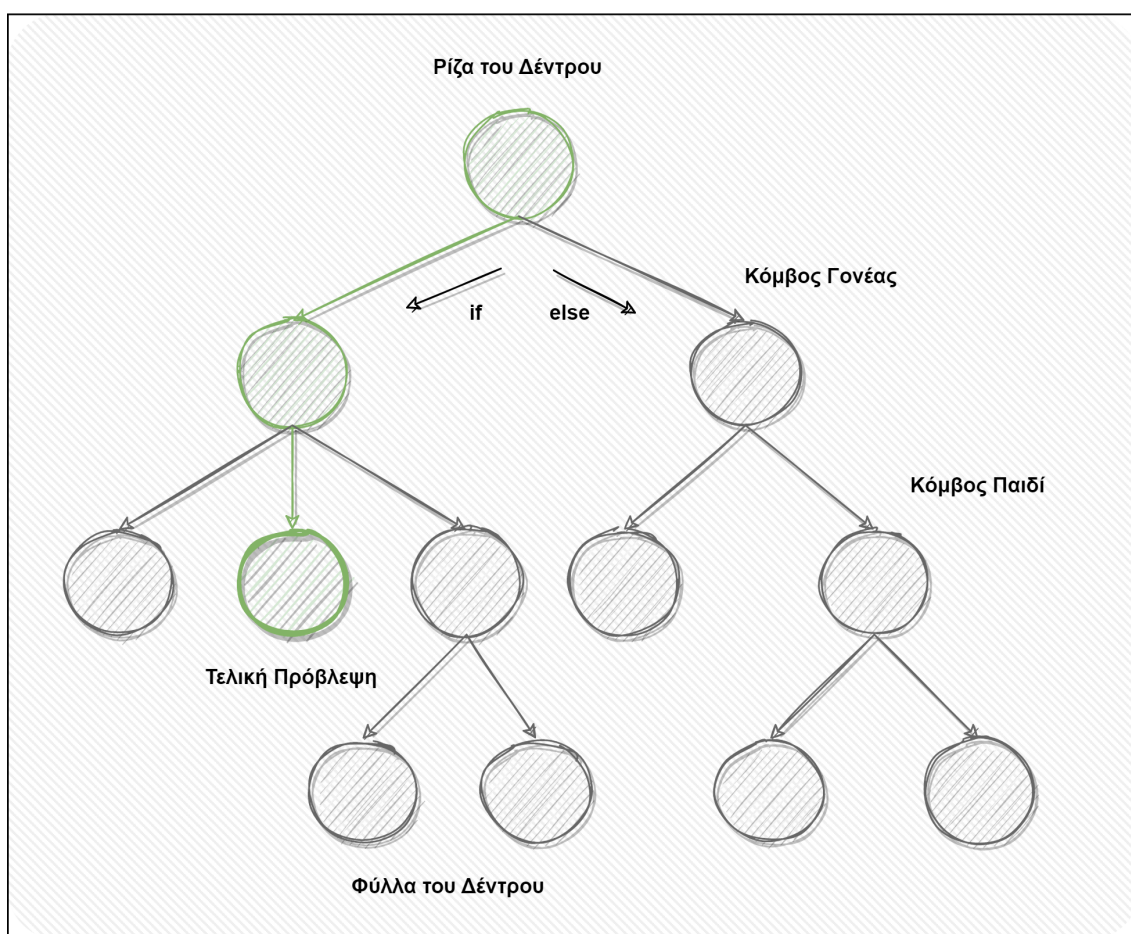 Ρίζα του Δέντρου
Κόμβος Γονέας
if
else
Κόμβος Παιδί
Τελική Πρόβλεψη
Φύλλα του Δέντρου